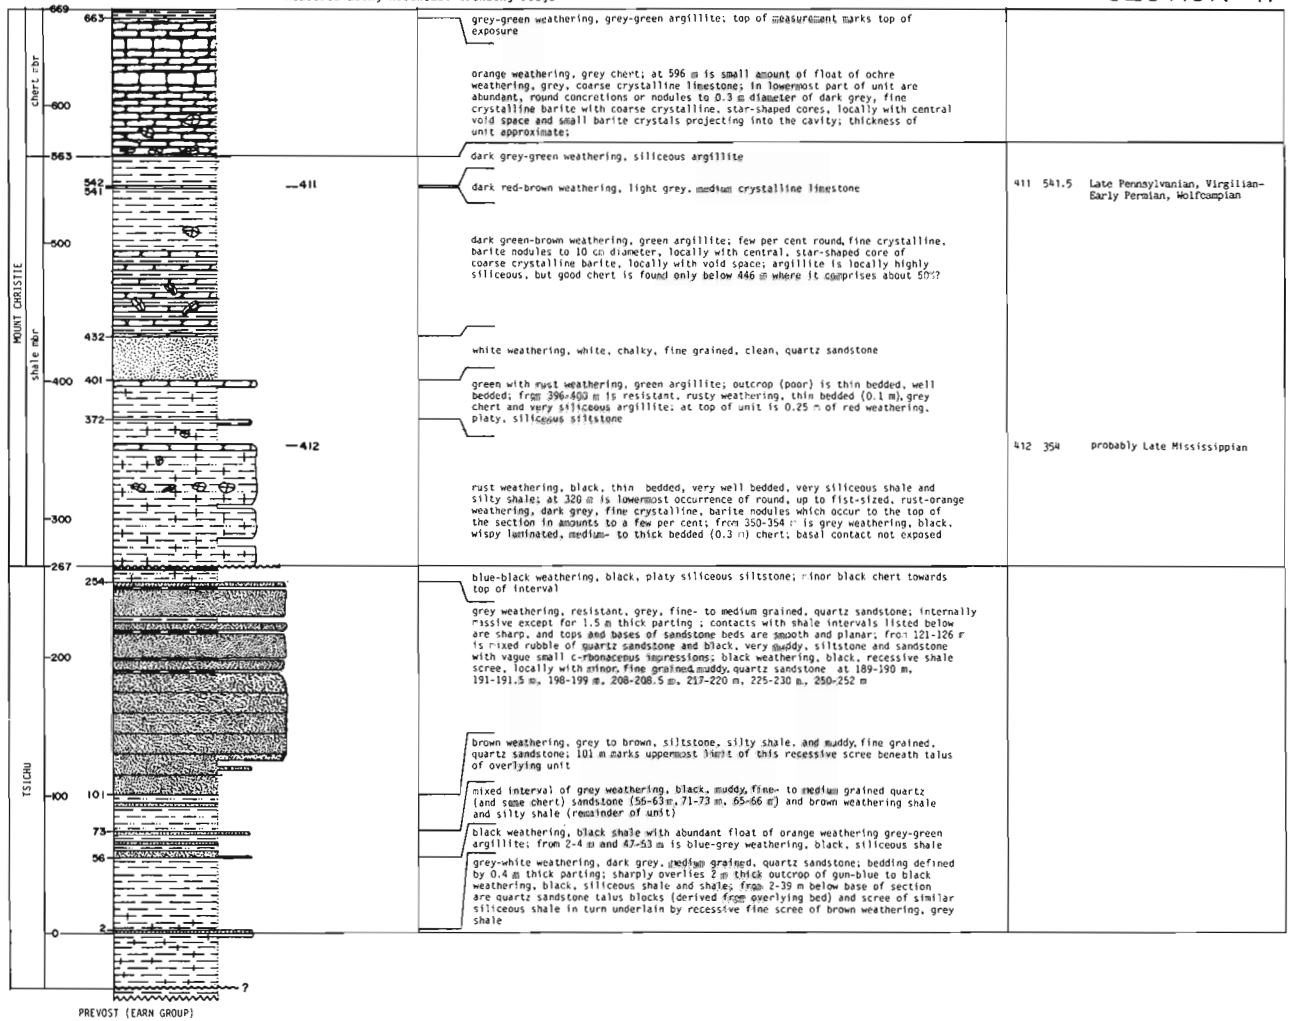 669
663
600
563
542
541
500
432
401
400
372
300
267
254
200
101
100
73
56
2
0
?
chert mbr
MOUNT CHRISTIE
shale mbr
TSICHU
PREVOST (EARN GROUP)
—411
—412
grey-green weathering, grey-green argillite; top of measurement marks top of
exposure
orange weathering, grey chert; at 596 m is small amount of float of ochre
weathering, grey, coarse crystalline limestone; in lowermost part of unit are
abundant, round concretions or nodules to 0.3 m diameter of dark grey, fine
crystalline barite with coarse crystalline, star-shaped cores, locally with central
void space and small barite crystals projecting into the cavity; thickness of
unit approximate;
dark grey-green weathering, siliceous argillite
dark red-brown weathering, light grey, medium crystalline limestone
411 541.5 Late Pennsylvanian, Virgilian-
Early Permian, Wolfcampian
dark green-brown weathering, green argillite; few per cent round, fine crystalline,
barite nodules to 10 cm diameter, locally with central, star-shaped core of
coarse crystalline barite, locally with void space; argillite is locally highly
siliceous, but good chert is found only below 446 m where it comprises about 50%?
white weathering, white, chalky, fine grained, clean, quartz sandstone
green with rust weathering, green argillite; outcrop (poor) is thin bedded, well
bedded; from 396-400 m is resistant, rusty weathering, thin bedded (0.1 m), grey
chert and very siliceous argillite; at top of unit is 0.25 m of red weathering,
platy, siliceous siltstone
412 354 probably Late Mississippian
rust weathering, black, thin bedded, very well bedded, very siliceous shale and
silty shale; at 320 m is lowermost occurrence of round, up to fist-sized, rust-orange
weathering, dark grey, fine crystalline, barite nodules which occur to the top of
the section in amounts to a few per cent; from 350-354 m is grey weathering, black,
wispy luminated, medium- to thick bedded (0.3 m) chert; basal contact not exposed
blue-black weathering, black, platy siliceous siltstone; minor black chert towards
top of interval
grey weathering, resistant, grey, fine- to medium grained, quartz sandstone; internally
massive except for 1.5 m thick parting ; contacts with shale intervals listed below
are sharp, and tops and bases of sandstone beds are smooth and planar; from 121-126 m
is mixed rubble of quartz sandstone and black, very muddy, siltstone and sandstone
with vague small c-rbonaceous impressions; black weathering, black, recessive shale
scree, locally with minor, fine grained,muddy, quartz sandstone at 189-190 m,
191-191.5 m, 198-199 m, 208-208.5 m, 217-220 m, 225-230 m, 250-252 m
brown weathering, grey to brown, siltstone, silty shale, and muddy, fine grained,
quartz sandstone; 101 m marks uppermost limit of this recessive scree beneath talus
of overlying unit
mixed interval of grey weathering, black, muddy, fine- to medium grained quartz
(and some chert) sandstone (56-63 m, 71-73 m, 65-66 m) and brown weathering shale
and silty shale (remainder of unit)
black weathering, black shale with abundant float of orange weathering grey-green
argillite; from 2-4 m and 47-53 m is blue-grey weathering, black, siliceous shale
grey-white weathering, dark grey, medium grained, quartz sandstone; bedding defined
by 0.4 m thick parting; sharply overlies 2 m thick outcrop of gun-blue to black
weathering, black, siliceous shale and shale; from 2-39 m below base of section
are quartz sandstone talus blocks (derived from overlying bed) and scree of similar
siliceous shale in turn underlain by recessive fine scree of brown weathering, grey
shale